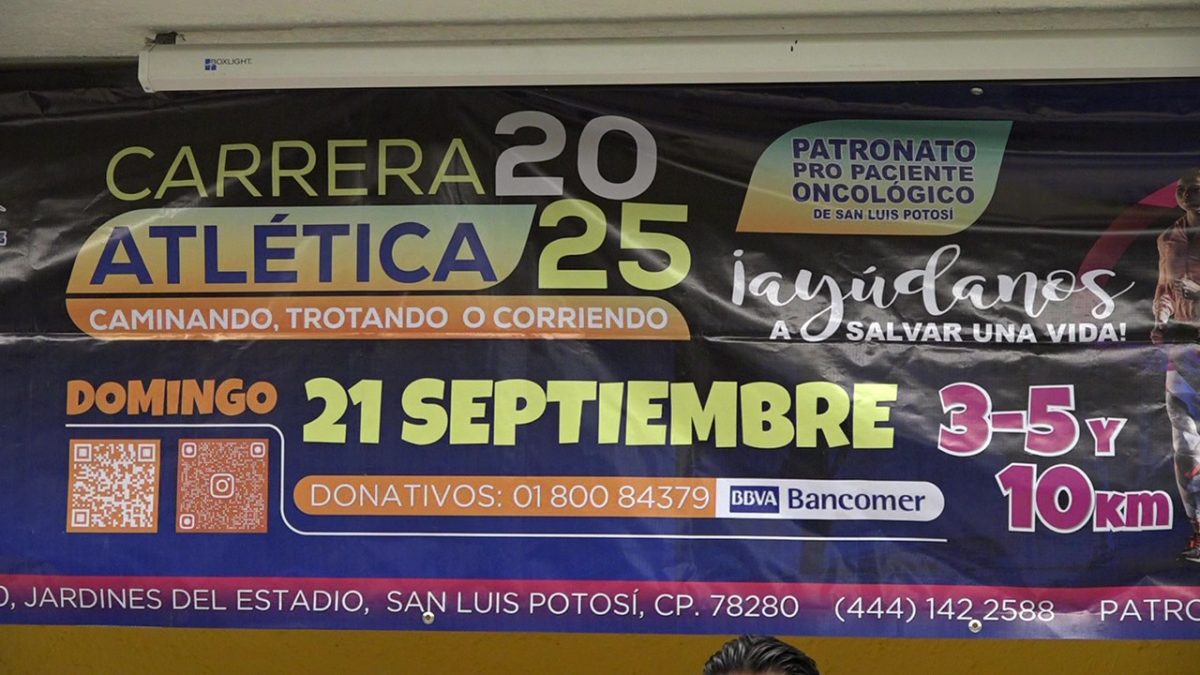 BOXLIGHT
CARRERA 20
ATLÉTICA 25
CAMINANDO, TROTANDO O CORRIENDO
PATRONATO
PRO PACIENTE
ONCOLÓGICO
DE SAN LUIS POTOSÍ
¡ayúdanos
A SALVAR UNA VIDA!
DOMINGO
21 SEPTIEMBRE
3-5 Y
10KM
DONATIVOS: 01 800 84379 BBVA Bancomer
0, JARDINES DEL ESTADIO, SAN LUIS POTOSÍ, CP. 78280 (444) 142 2588 PATRO